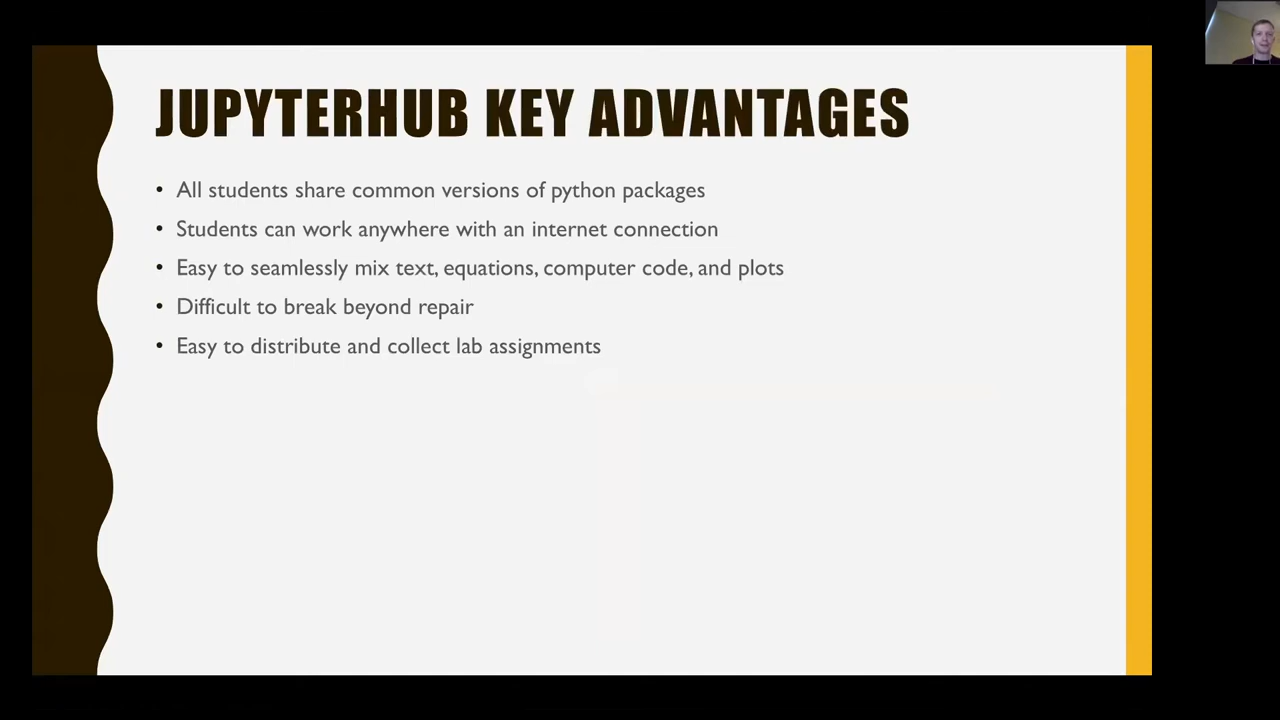 JUPYTERHUB KEY ADVANTAGES
• All students share common versions of python packages
• Students can work anywhere with an internet connection
• Easy to seamlessly mix text, equations, computer code, and plots
• Difficult to break beyond repair
• Easy to distribute and collect lab assignments